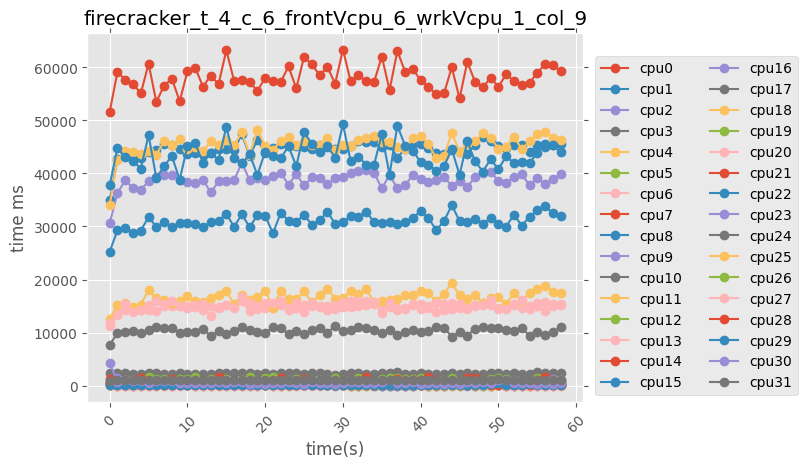 firecracker_t_4_c_6_frontVcpu_6_wrkVcpu_1_col_9
60000
50000
40000
30000
20000
10000
0
time ms
0
10
20
30
40
50
60
time(s)
cpu0
cpu1
cpu2
cpu3
cpu4
cpu5
cpu6
cpu7
cpu8
cpu9
cpu10
cpu11
cpu12
cpu13
cpu14
cpu15
cpu16
cpu17
cpu18
cpu19
cpu20
cpu21
cpu22
cpu23
cpu24
cpu25
cpu26
cpu27
cpu28
cpu29
cpu30
cpu31